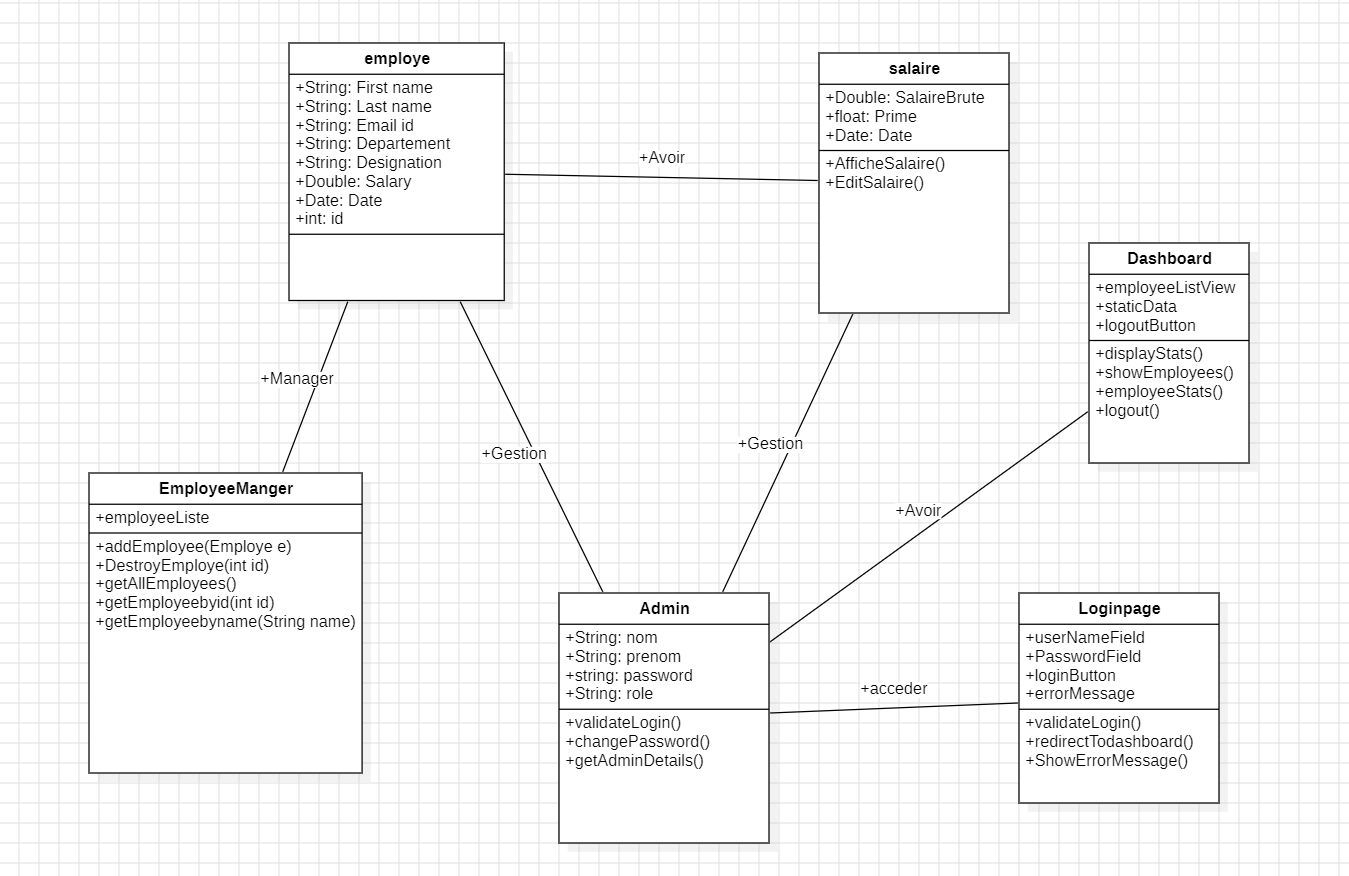 employe
+String: First name
+String: Last name
+String: Email id
+String: Departement
+String: Designation
+Double: Salary
+Date: Date
+int: id
+Avoir
salaire
+Double: SalaireBrute
+float: Prime
+Date: Date
+AfficheSalaire()
+EditSalaire()
Dashboard
+employeeListView
+staticData
+logoutButton
+displayStats()
+showEmployees()
+employeeStats()
+logout()
+Manager
+Gestion
+Gestion
+Avoir
EmployeeManger
+employeeListe
+addEmployee(Employe e)
+DestroyEmploye(int id)
+getAllEmployees()
+getEmployeebyid(int id)
+getEmployeebyname(String name)
Admin
+String: nom
+String: prenom
+string: password
+String: role
+validateLogin()
+changePassword()
+getAdminDetails()
+acceder
Loginpage
+userNameField
+PasswordField
+loginButton
+errorMessage
+validateLogin()
+redirectTodashboard()
+ShowErrorMessage()